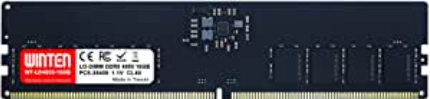 WINTEN
WT-LD4800-16GB
LO-DIMM DDR5 4800 16GB
PC5-38400 1.1V CL40
Made in Taiwan